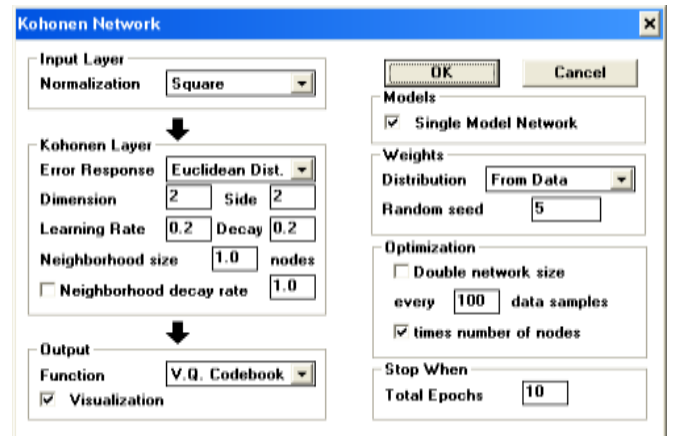 Kohonen Network
Input Layer
Normalization Square
Kohonen Layer
Error Response Euclidean Dist.
Dimension 2 Side 2
Learning Rate 0.2 Decay 0.2
Neighborhood size 1.0 nodes
Neighborhood decay rate 1.0
Output
Function V.Q. Codebook
Visualization
OK Cancel
Models
Single Model Network
Weights
Distribution From Data
Random seed 5
Optimization
Double network size
every 100 data samples
times number of nodes
Stop When
Total Epochs 10